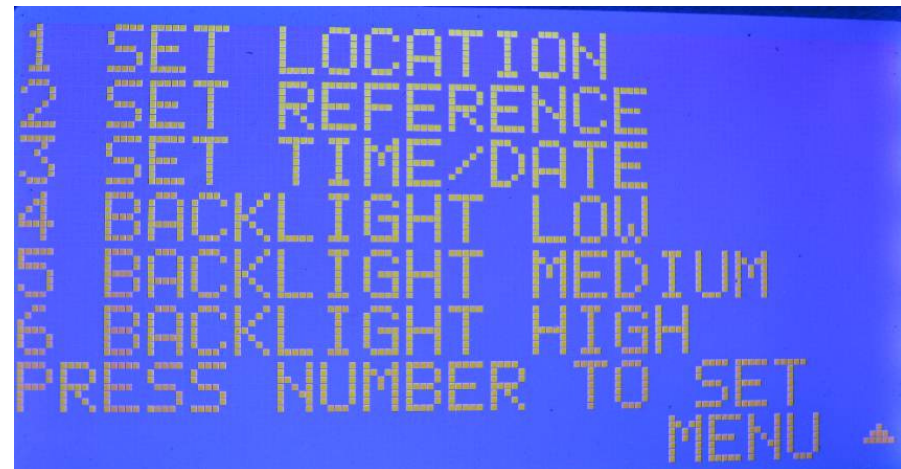 1 SET LOCATION
2 SET REFERENCE
3 SET TIME/DATE
4 BACKLIGHT LOW
5 BACKLIGHT MEDIUM
6 BACKLIGHT HIGH
PRESS NUMBER TO SET
MENU